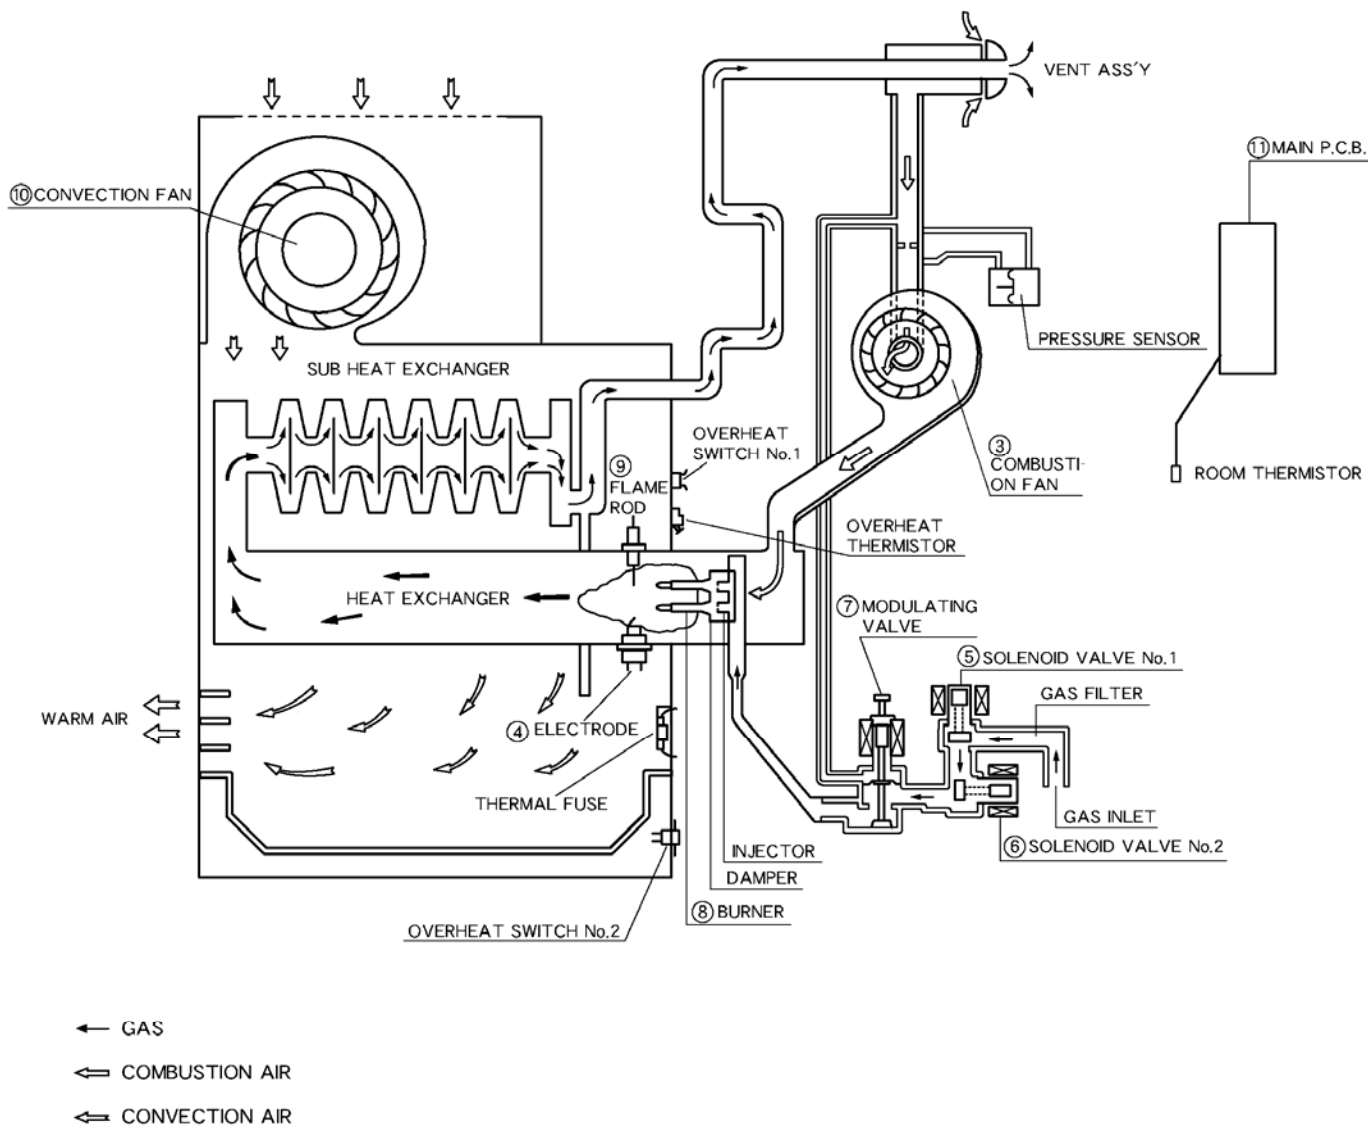 VENT ASS'Y
⑪MAIN P.C.B.
⑩CONVECTION FAN
PRESSURE SENSOR
SUB HEAT EXCHANGER
OVERHEAT
SWITCH No.1
③
COMBUSTI-
ON FAN
ROOM THERMISTOR
⑨
FLAME
ROD
OVERHEAT
THERMISTOR
HEAT EXCHANGER
⑦MODULATING
VALVE
⑤SOLENOID VALVE No.1
GAS FILTER
WARM AIR
④ELECTRODE
THERMAL FUSE
GAS INLET
⑥SOLENOID VALVE No.2
INJECTOR
DAMPER
⑧BURNER
OVERHEAT SWITCH No.2
GAS
COMBUSTION AIR
CONVECTION AIR